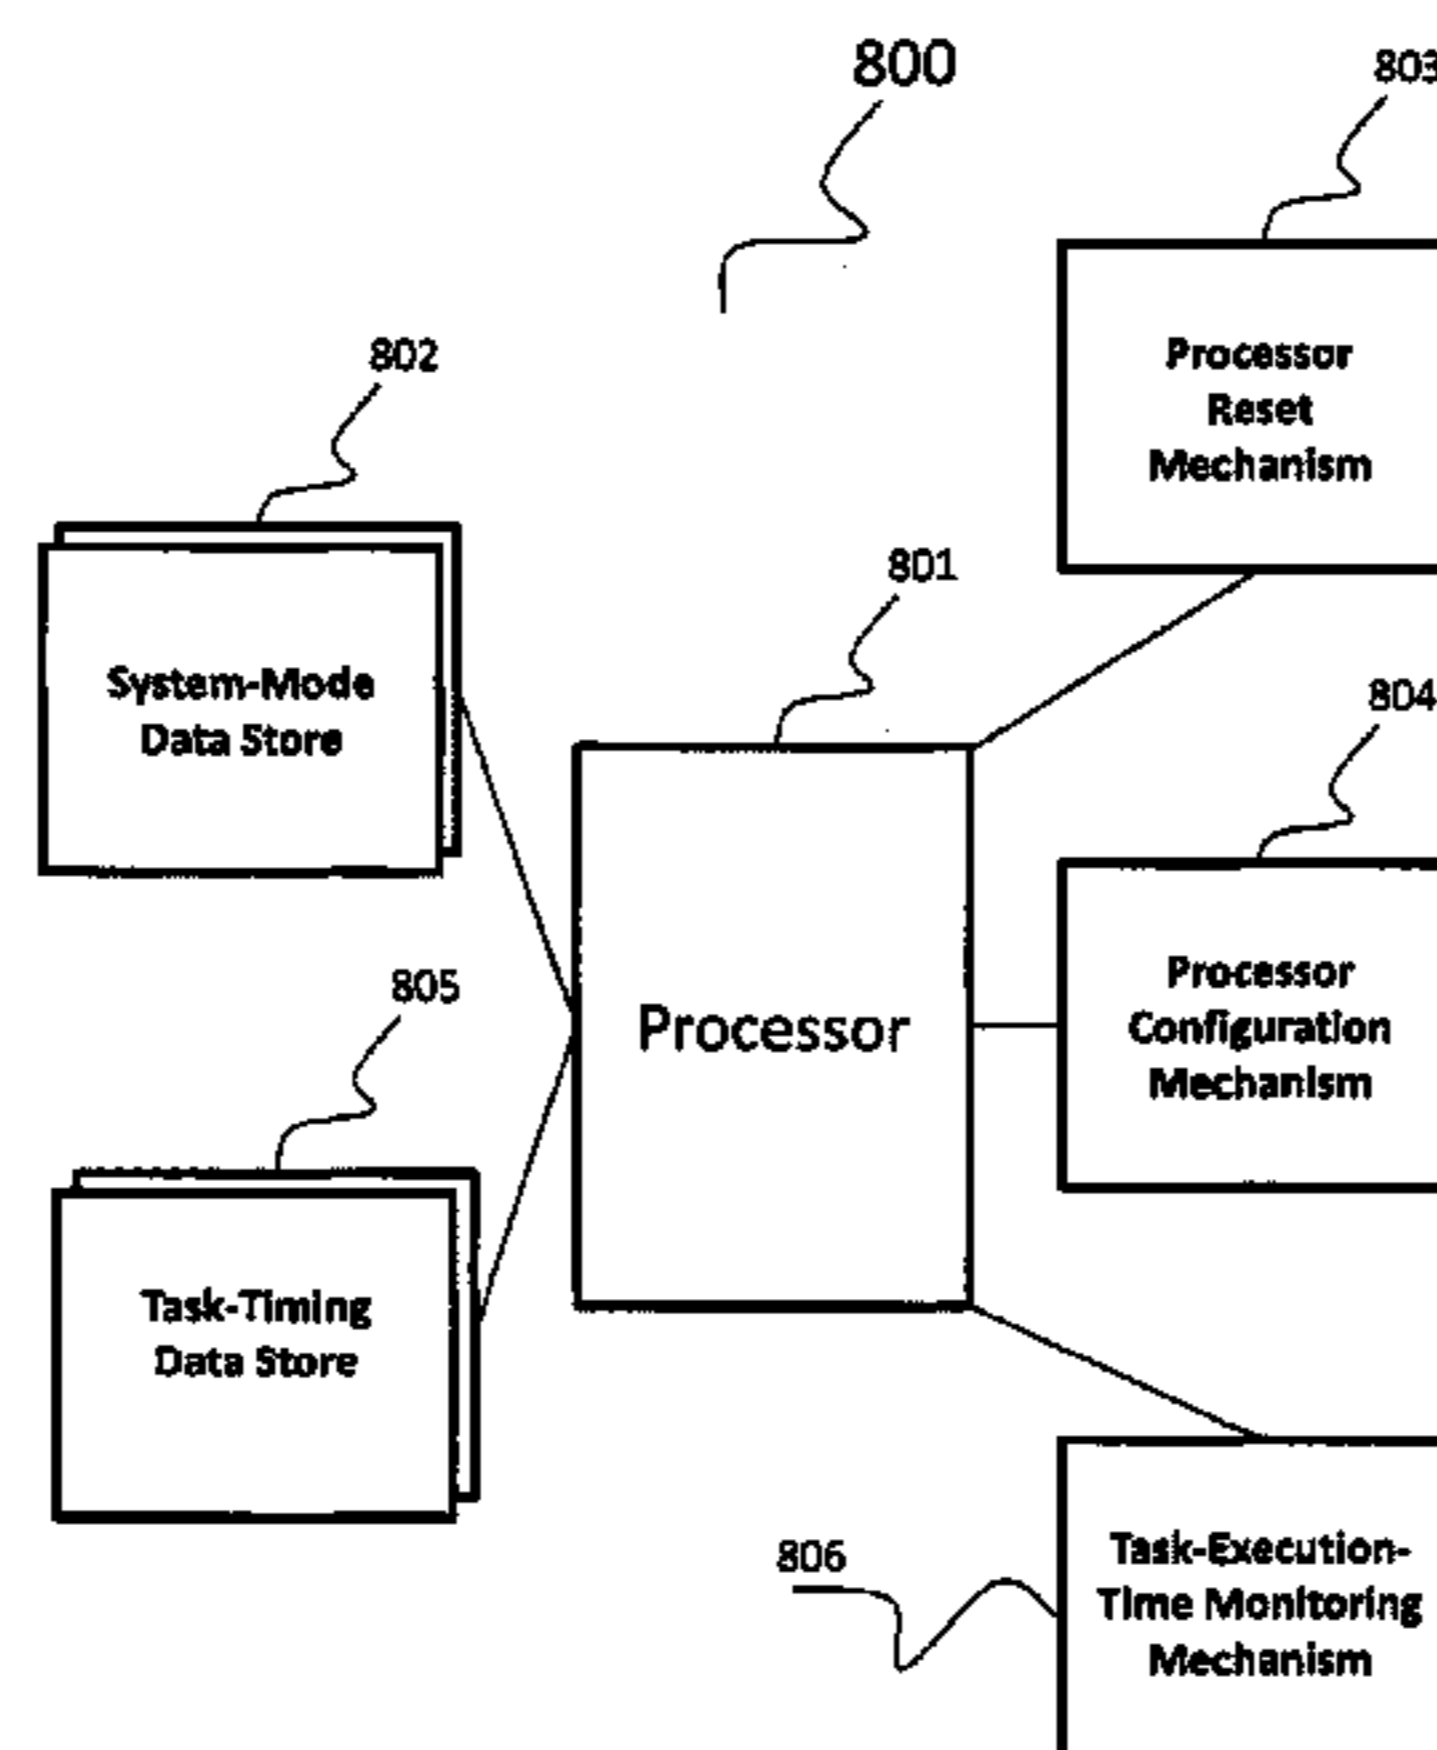 800
803
Processor
Reset
Mechanism
802
System-Mode
Data Store
801
Processor
804
Processor
Configuration
Mechanism
805
Task-Timing
Data Store
806
Task-Execution-
Time Monitoring
Mechanism